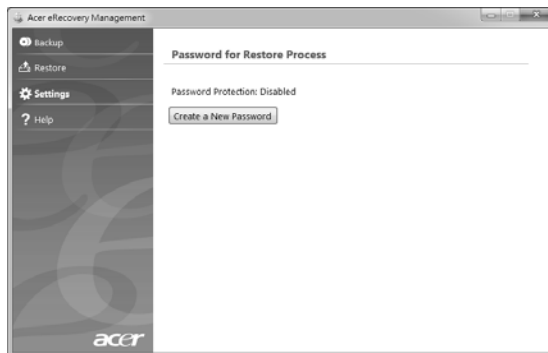 Acer eRecovery Management
Backup
Restore
Settings
Help
Password for Restore Process
Password Protection: Disabled
Create a New Password
acer